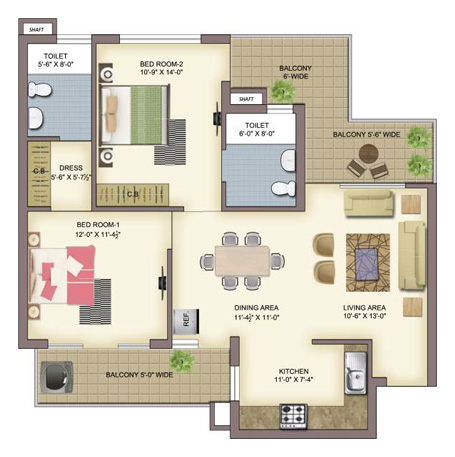 SHAFT
TOILET
5'-6" X 8'-0"
BED ROOM-2
10'-9" X 14'-0"
BALCONY
6'-WIDE
SHAFT
TOILET
6'-0" X 8'-0"
BALCONY 5'-6" WIDE
C.B
DRESS
5'-6" X 5'-7½"
C.B
BED ROOM-1
12'-0" X 11'-4½"
DINING AREA
11'-4½" X 11'-0"
LIVING AREA
10'-6" X 13'-0"
REF.
KITCHEN
11'-0" X 7'-4"
BALCONY 5'-0" WIDE